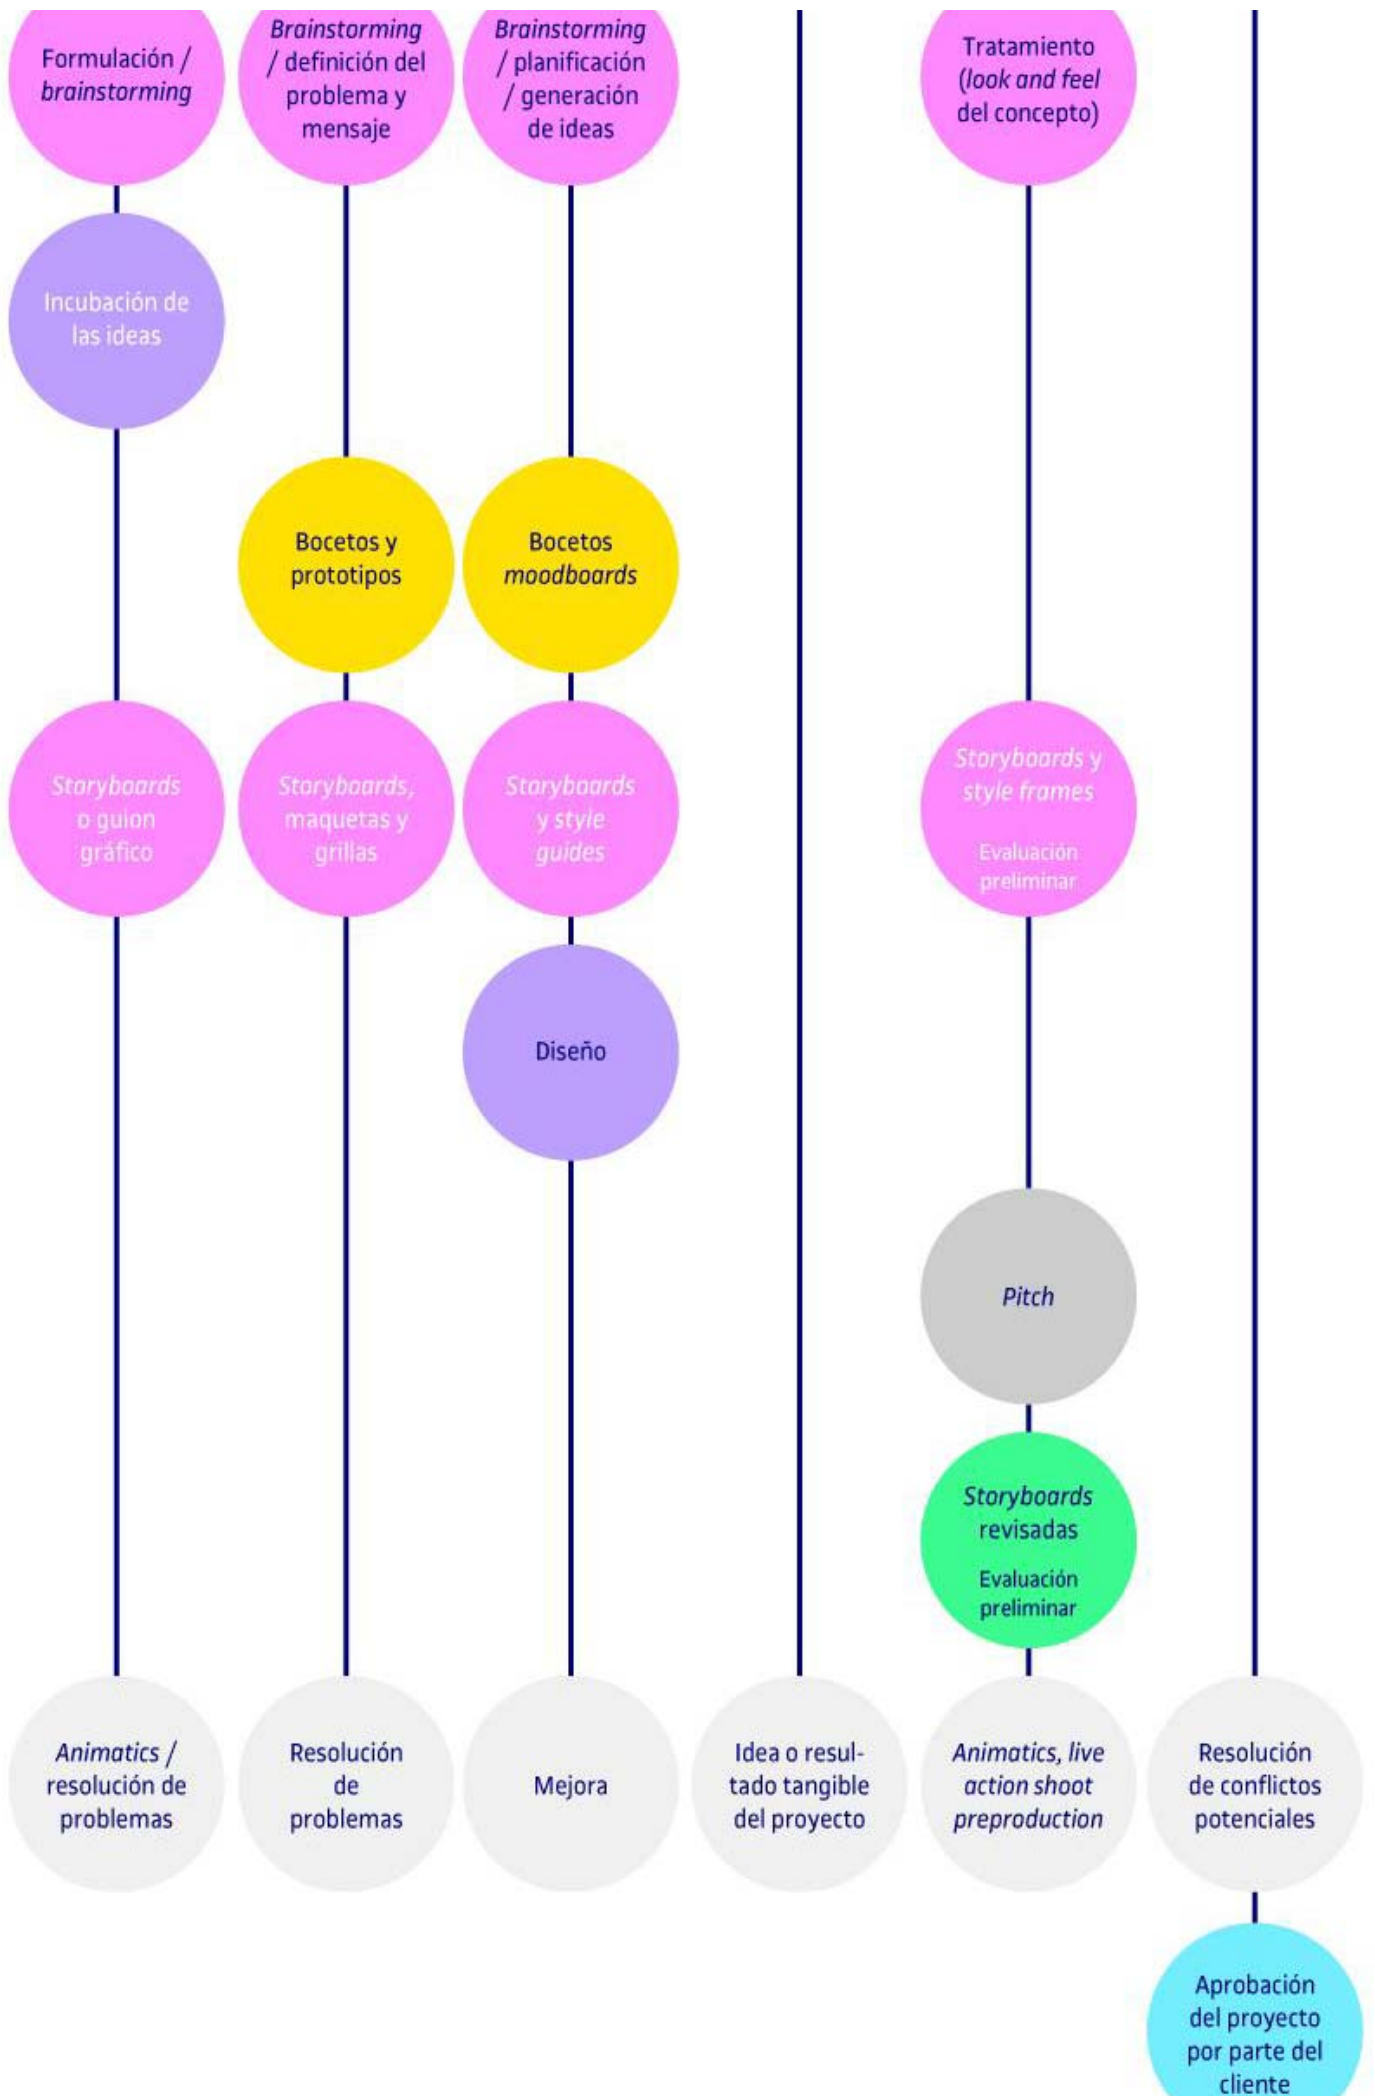 Formulación /
brainstorming
Brainstorming
/ definición del
problema y
mensaje
Brainstorming
/ planificación
/ generación
de ideas
Tratamiento
(look and feel
del concepto)
Incubación de
las ideas
Bocetos y
prototipos
Bocetos
moodboards
Storyboards
o guion
gráfico
Storyboards,
maquetas y
grillas
Storyboards
y style
guides
Storyboards y
style frames
Evaluación
preliminar
Diseño
Pitch
Storyboards
revisadas
Evaluación
preliminar
Animatics /
resolución de
problemas
Resolución
de
problemas
Mejora
Idea o resul-
tado tangible
del proyecto
Animatics, live
action shoot
preproduction
Resolución
de conflictos
potenciales
Aprobación
del proyecto
por parte del
cliente